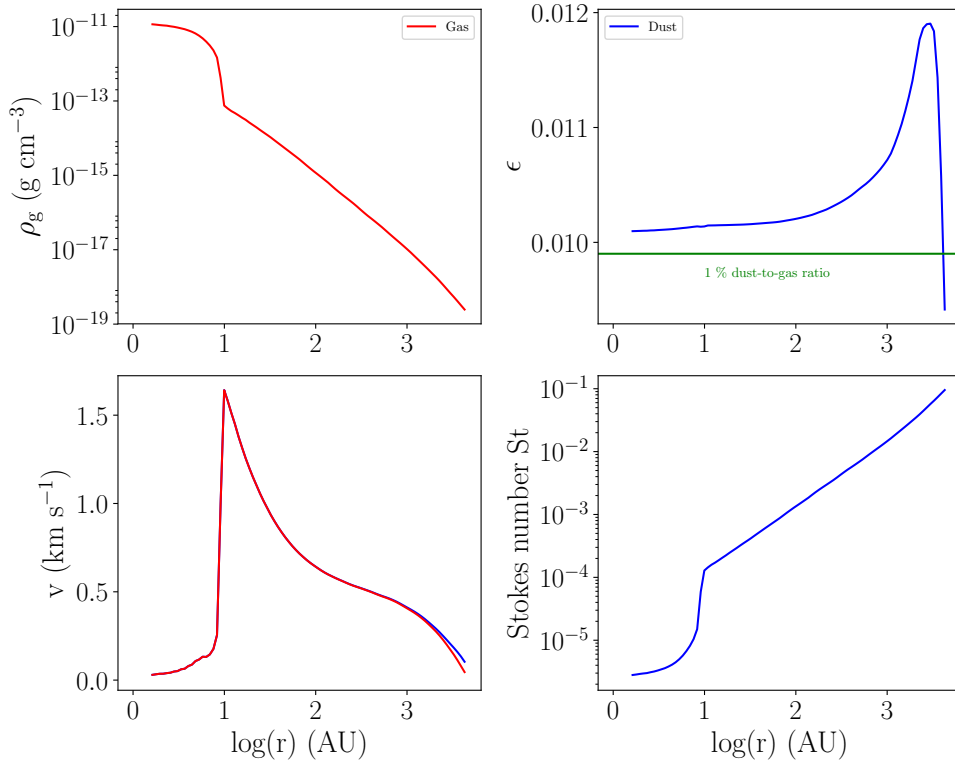 10⁻¹¹
10⁻¹³
10⁻¹⁵
10⁻¹⁷
10⁻¹⁹
ρg (g cm⁻³)
Gas
0 1 2 3
0.012
0.011
0.010
ϵ
Dust
1 % dust-to-gas ratio
0 1 2 3
1.5
1.0
0.5
0.0
v (km s⁻¹)
0 1 2 3
log(r) (AU)
10⁻¹
10⁻²
10⁻³
10⁻⁴
10⁻⁵
Stokes number St
0 1 2 3
log(r) (AU)